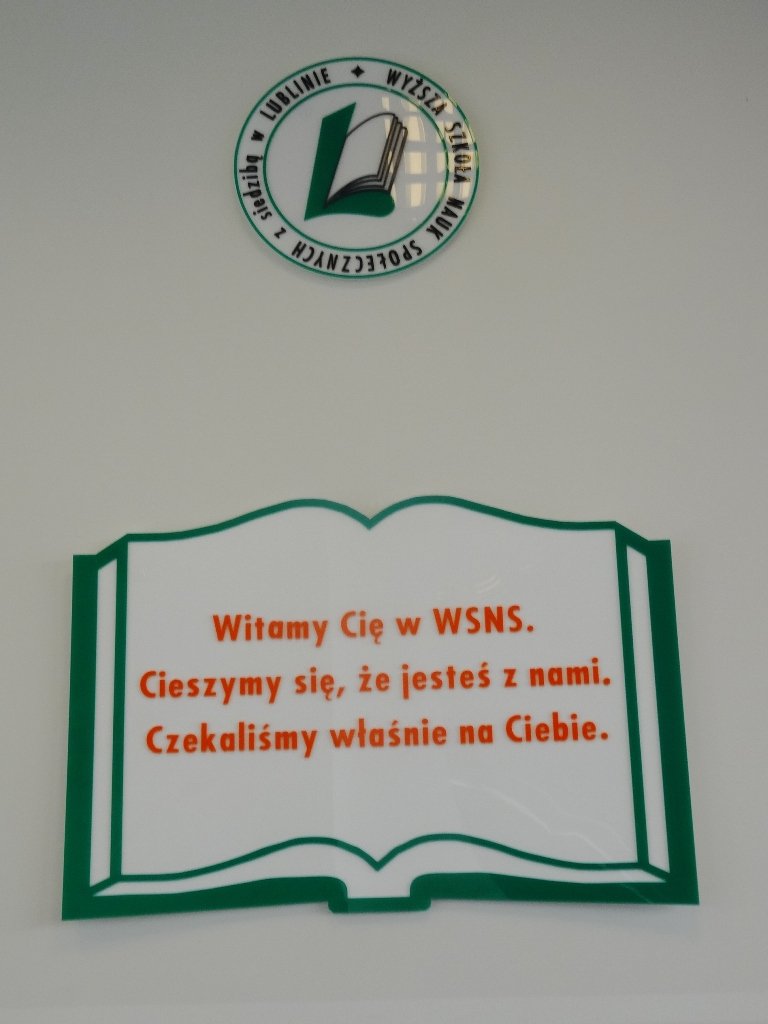 WYŻSZA SZKOŁA NAUK SPOŁECZNYCH z siedzibą w LUBLINIE
Witamy Cię w WSNS.
Cieszymy się, że jesteś z nami.
Czekaliśmy właśnie na Ciebie.